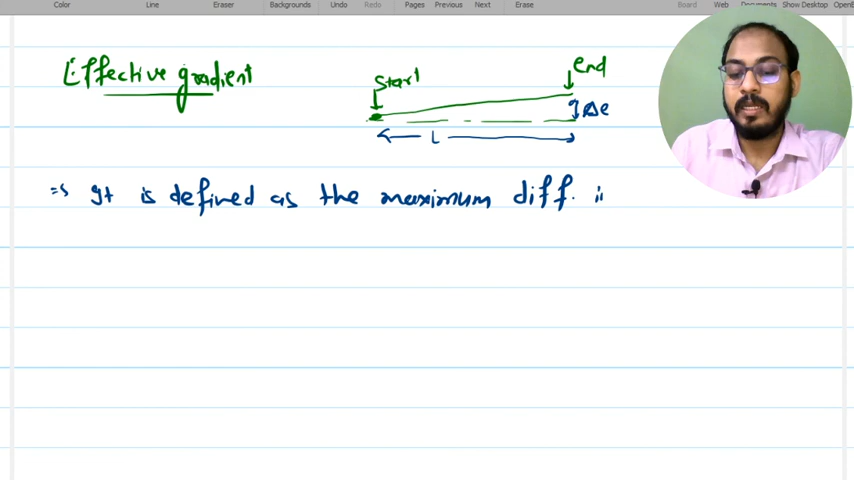 Color Line Eraser Backgrounds Undo Redo Pages Previous Next Erase Board Web Documents Show Desktop
Effective gradient
Start
end
Δe
L
⇒ It is defined as the maximum diff. i